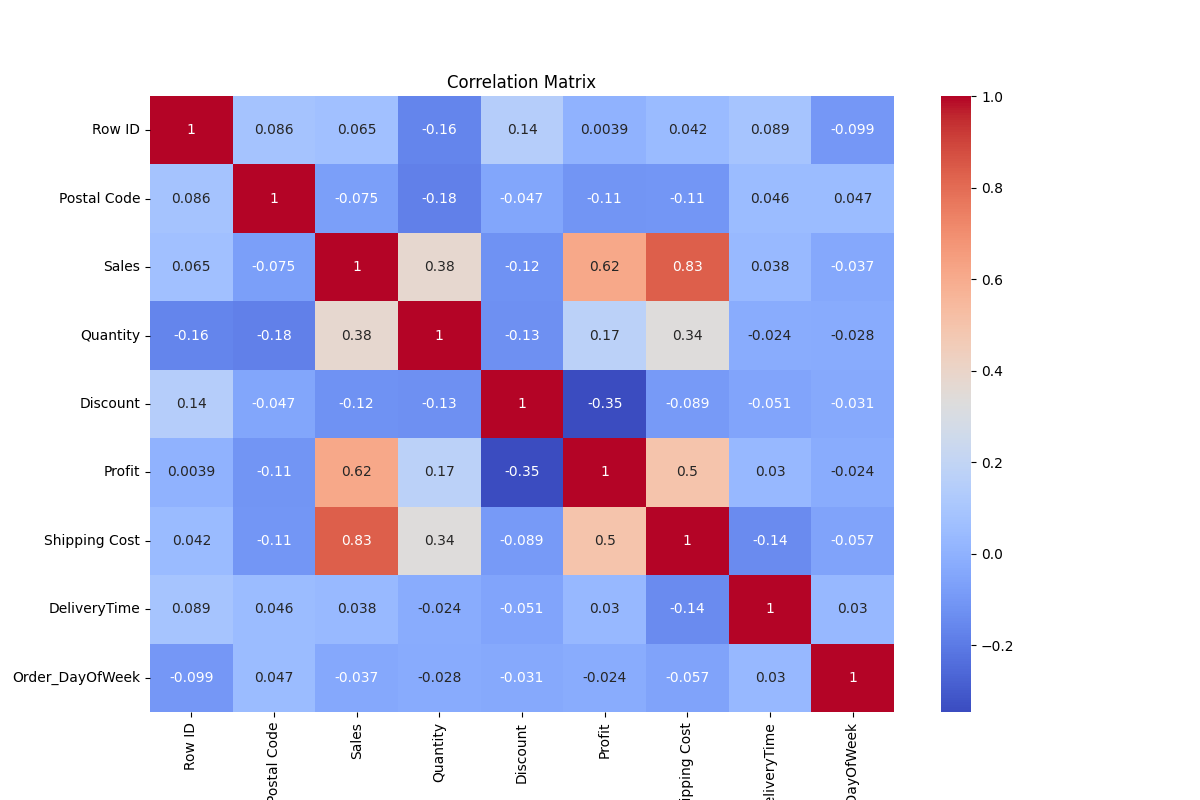 Correlation Matrix
Row ID 1 0.086 0.065 -0.16 0.14 0.0039 0.042 0.089 -0.099
Postal Code 0.086 1 -0.075 -0.18 -0.047 -0.11 -0.11 0.046 0.047
Sales 0.065 -0.075 1 0.38 -0.12 0.62 0.83 0.038 -0.037
Quantity -0.16 -0.18 0.38 1 -0.13 0.17 0.34 -0.024 -0.028
Discount 0.14 -0.047 -0.12 -0.13 1 -0.35 -0.089 -0.051 -0.031
Profit 0.0039 -0.11 0.62 0.17 -0.35 1 0.5 0.03 -0.024
Shipping Cost 0.042 -0.11 0.83 0.34 -0.089 0.5 1 -0.14 -0.057
DeliveryTime 0.089 0.046 0.038 -0.024 -0.051 0.03 -0.14 1 0.03
Order_DayOfWeek -0.099 0.047 -0.037 -0.028 -0.031 -0.024 -0.057 0.03 1
Row ID
Postal Code
Sales
Quantity
Discount
Profit
ipping Cost
eliveryTime
DayOfWeek
1.0
0.8
0.6
0.4
0.2
0.0
−0.2